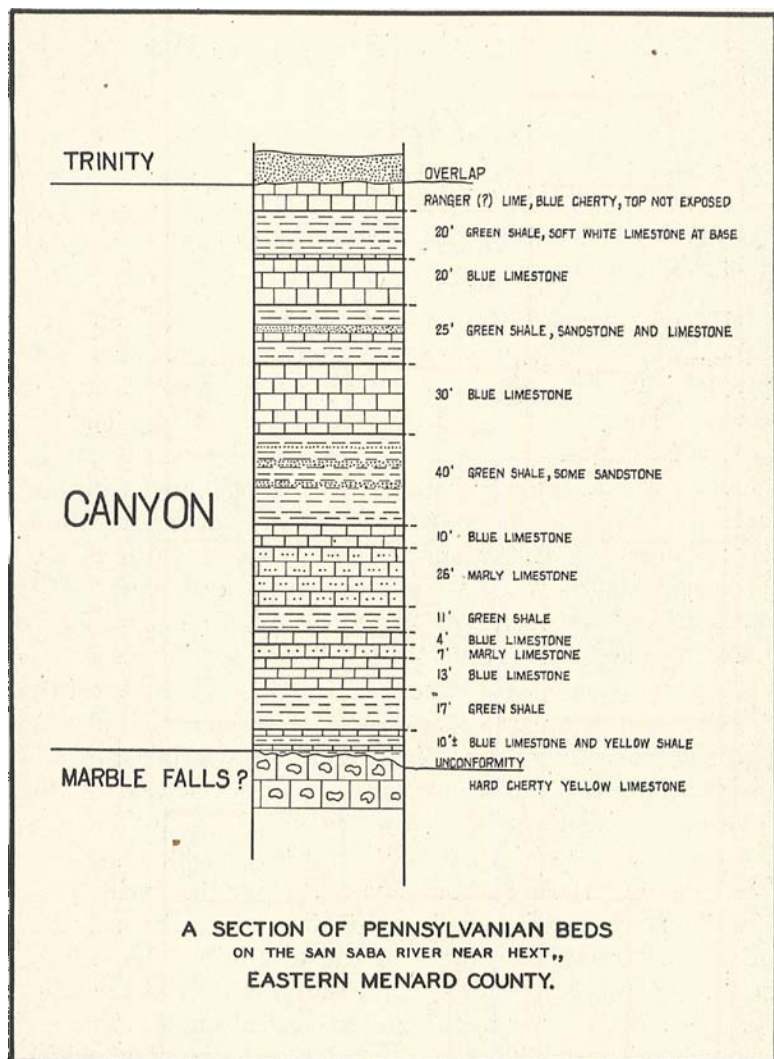 TRINITY
OVERLAP
RANGER (?) LIME, BLUE CHERTY, TOP NOT EXPOSED
20' GREEN SHALE, SOFT WHITE LIMESTONE AT BASE
20' BLUE LIMESTONE
25' GREEN SHALE, SANDSTONE AND LIMESTONE
30' BLUE LIMESTONE
40' GREEN SHALE, SOME SANDSTONE
CANYON
10' BLUE LIMESTONE
26' MARLY LIMESTONE
11' GREEN SHALE
4' BLUE LIMESTONE
7' MARLY LIMESTONE
13' BLUE LIMESTONE
17' GREEN SHALE
10'± BLUE LIMESTONE AND YELLOW SHALE
UNCONFORMITY
MARBLE FALLS ?
HARD CHERTY YELLOW LIMESTONE
A SECTION OF PENNSYLVANIAN BEDS
ON THE SAN SABA RIVER NEAR HEXT,,
EASTERN MENARD COUNTY.